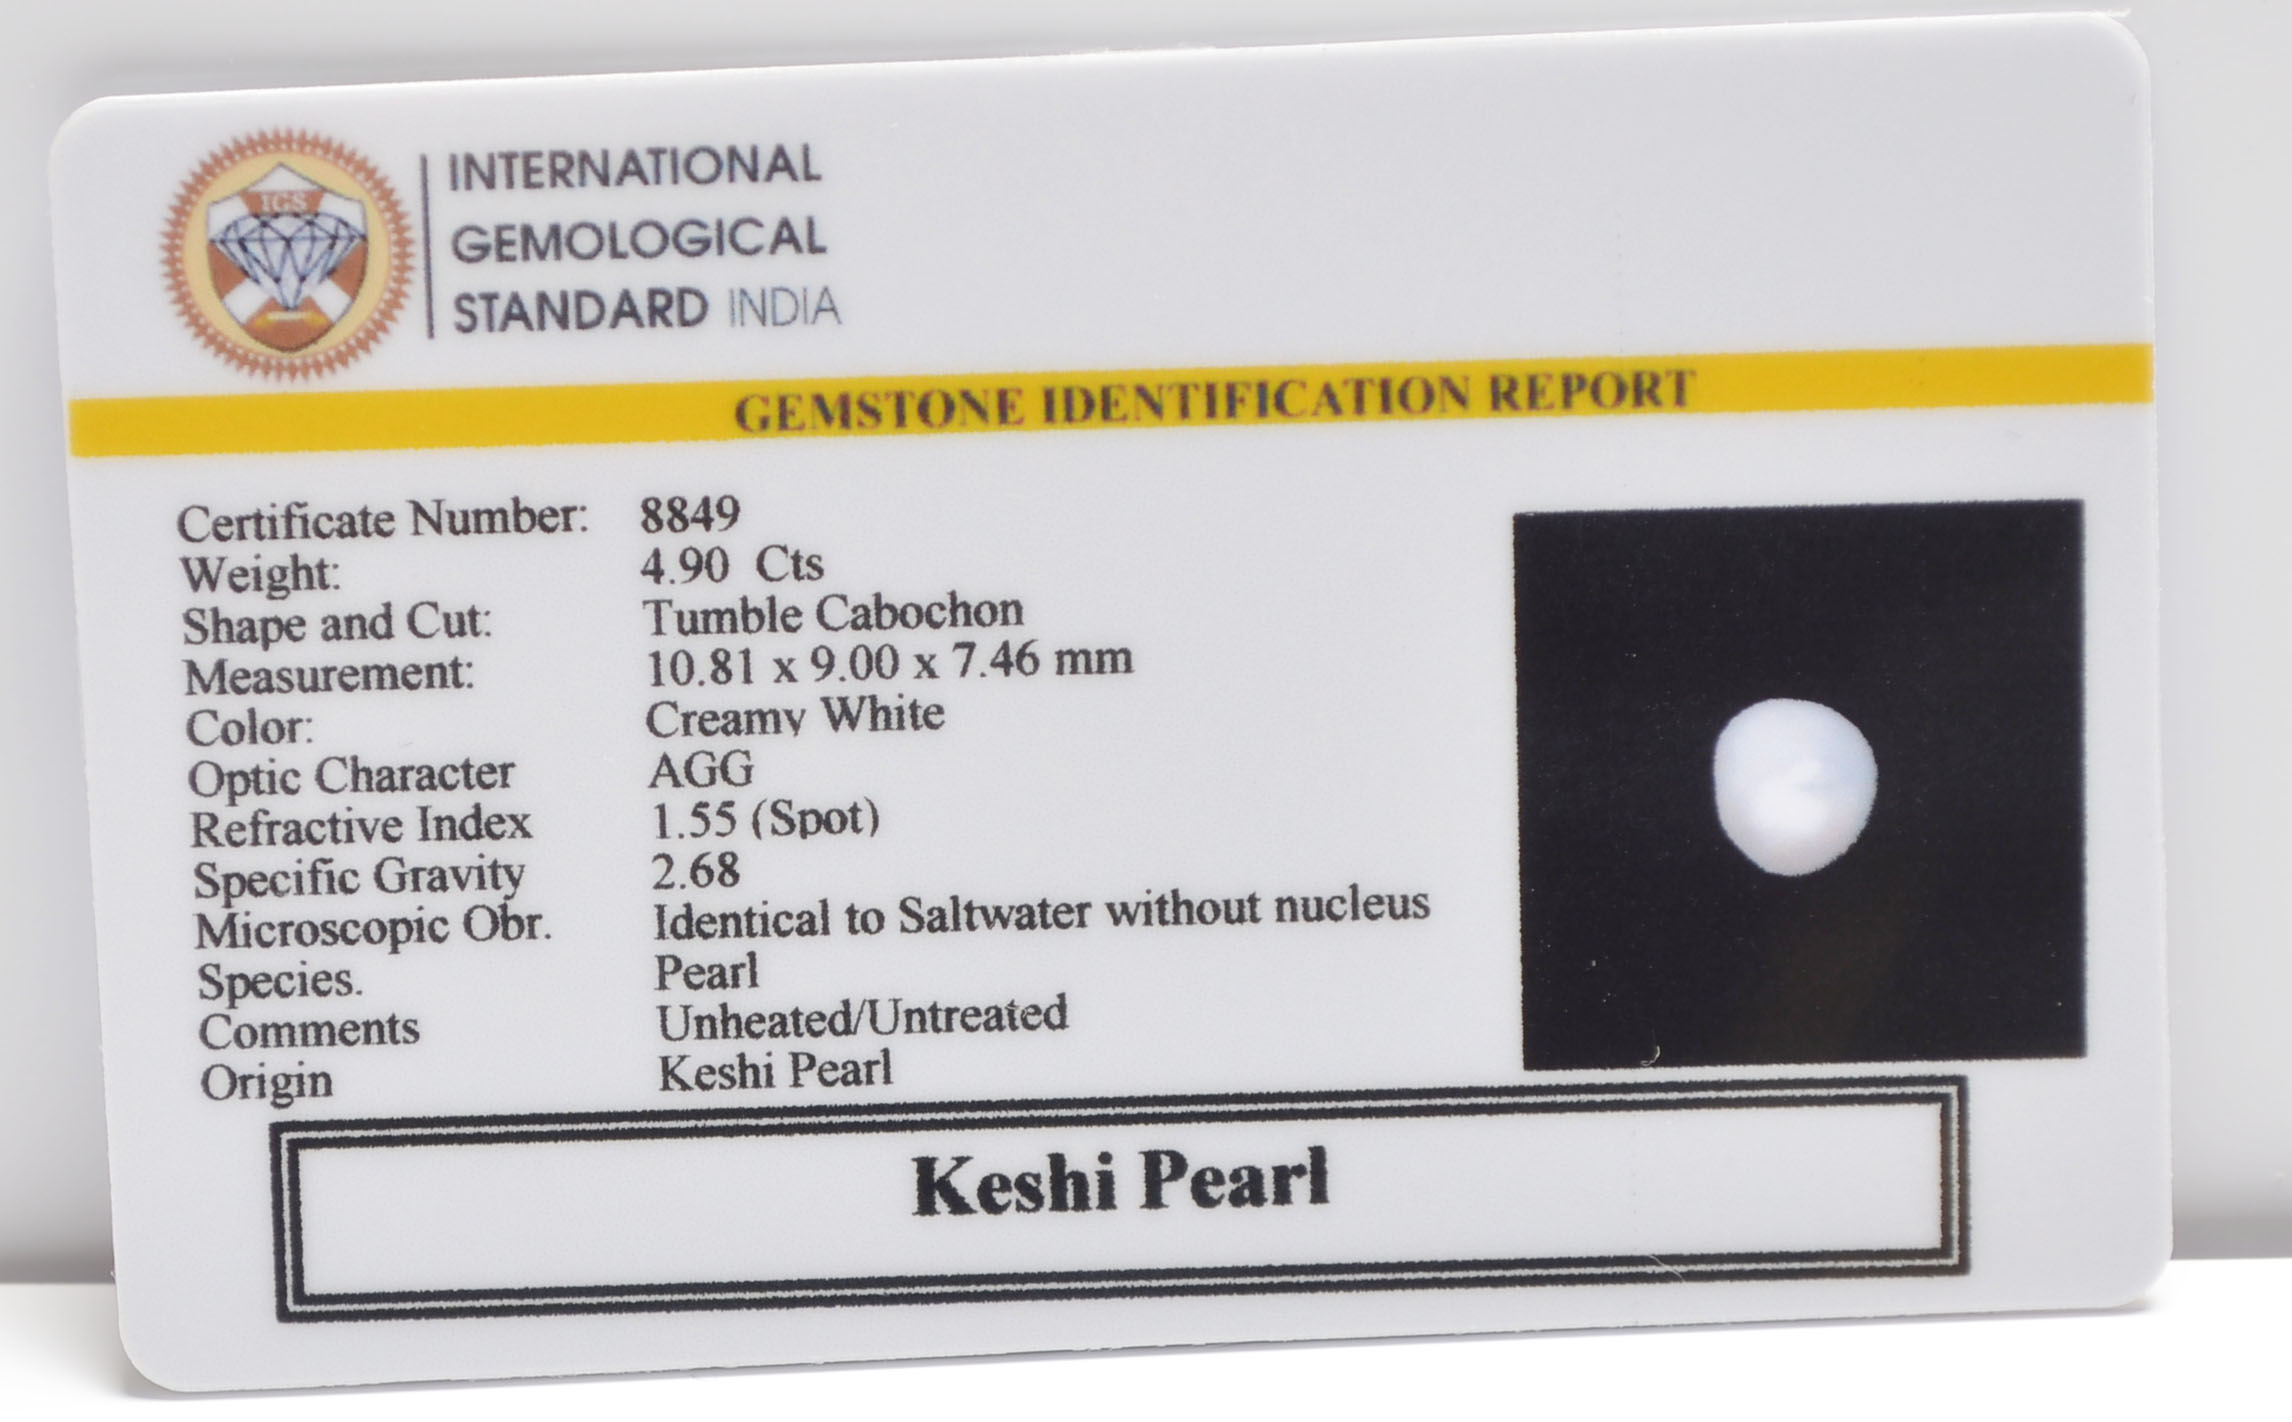 IGS
INTERNATIONAL
GEMOLOGICAL
STANDARD INDIA
GEMSTONE IDENTIFICATION REPORT
Certificate Number: 8849
Weight: 4.90 Cts
Shape and Cut: Tumble Cabochon
Measurement: 10.81 x 9.00 x 7.46 mm
Color: Creamy White
Optic Character AGG
Refractive Index 1.55 (Spot)
Specific Gravity 2.68
Microscopic Obr. Identical to Saltwater without nucleus
Species. Pearl
Comments Unheated/Untreated
Origin Keshi Pearl
Keshi Pearl